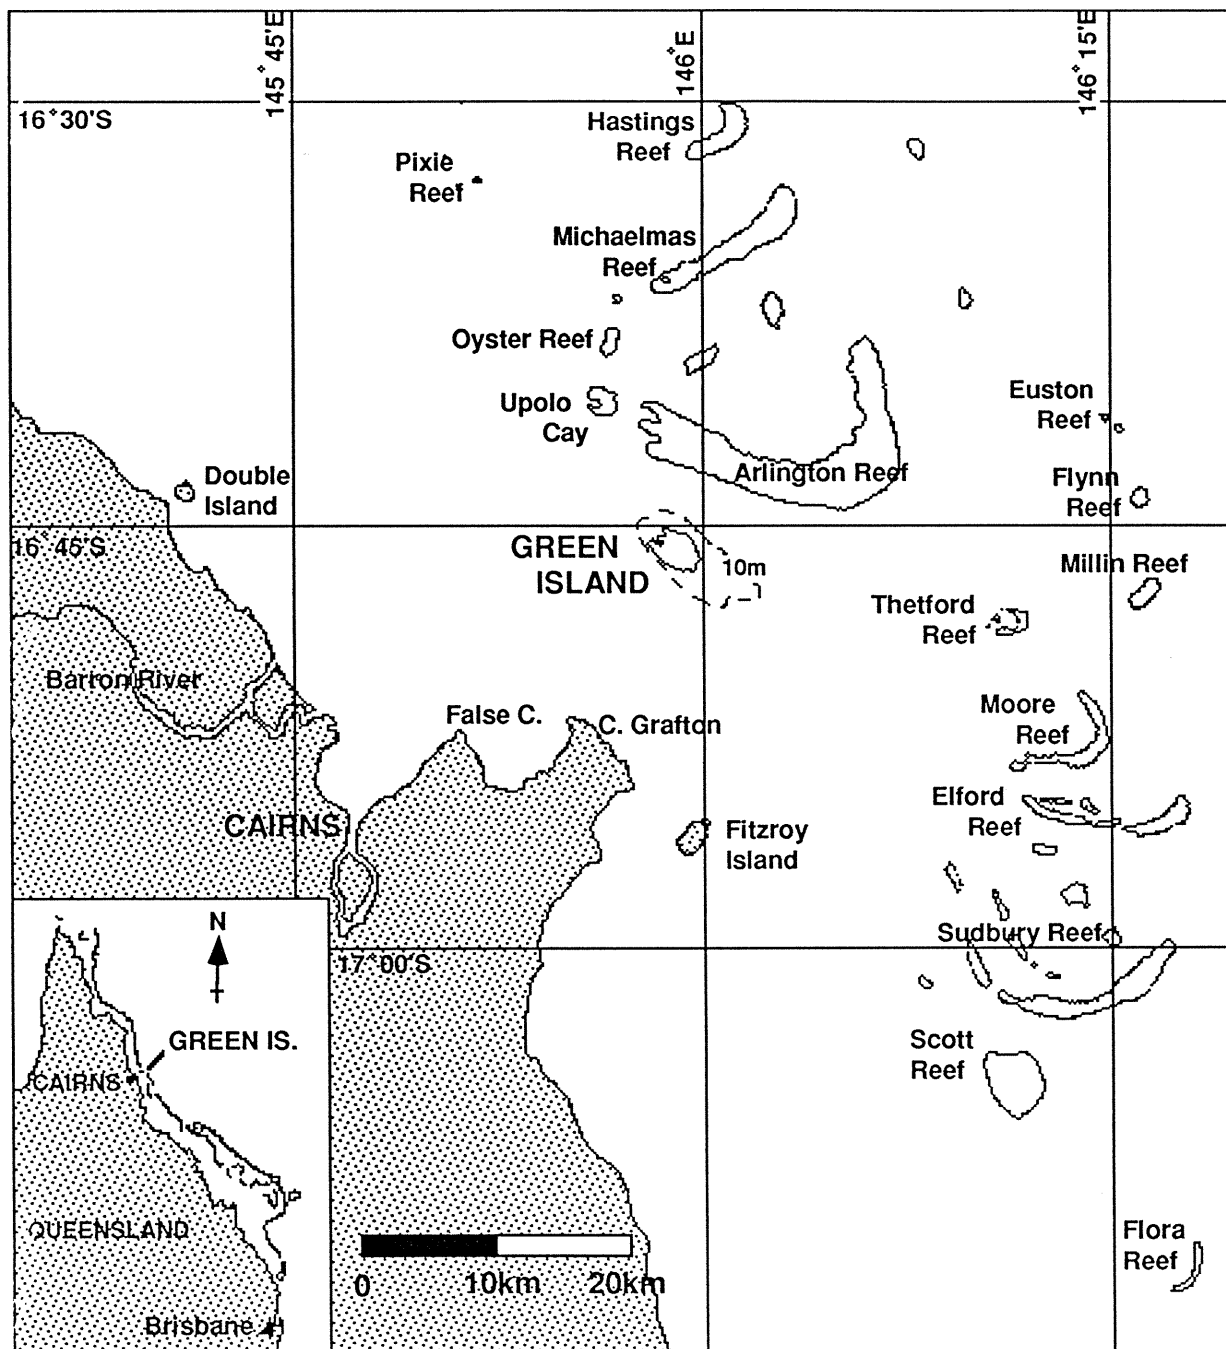 145°45'E
146°E
146°15'E
16°30'S
Hastings
Reef
Pixie
Reef
Michaelmas
Reef
Oyster Reef
Upolo
Cay
Euston
Reef
Double
Island
Arlington Reef
Flynn
Reef
16°45'S
GREEN
ISLAND
10m
Millin Reef
Thetford
Reef
Barron River
False C.
C. Grafton
Moore
Reef
Elford
Reef
CAIRNS
Fitzroy
Island
Sudbury Reef
17°00'S
N
GREEN IS.
CAIRNS
Scott
Reef
QUEENSLAND
Brisbane
0 10km 20km
Flora
Reef